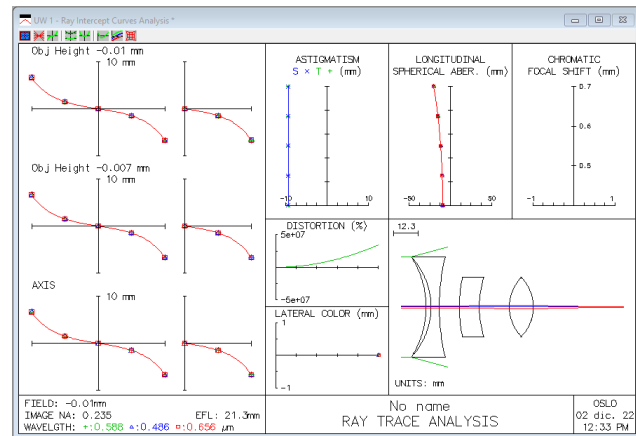 UW 1 - Ray Intercept Curves Analysis *
Obj Height -0.01 mm
10 mm
Obj Height -0.007 mm
10 mm
AXIS
10 mm
ASTIGMATISM
S × T + (mm)
-10 10
LONGITUDINAL
SPHERICAL ABER. (mm)
-50 50
CHROMATIC
FOCAL SHIFT (mm)
0.7
0.6
0.5
-1 1
DISTORTION (%)
5e+07
-5e+07
LATERAL COLOR (mm)
1
-1
12.3
UNITS: mm
FIELD: -0.01mm
IMAGE NA: 0.235 EFL: 21.3mm
WAVELGTH: +:0.588 ▵:0.486 □:0.656 µm
No name
RAY TRACE ANALYSIS
OSLO
02 dic. 22
12:33 PM